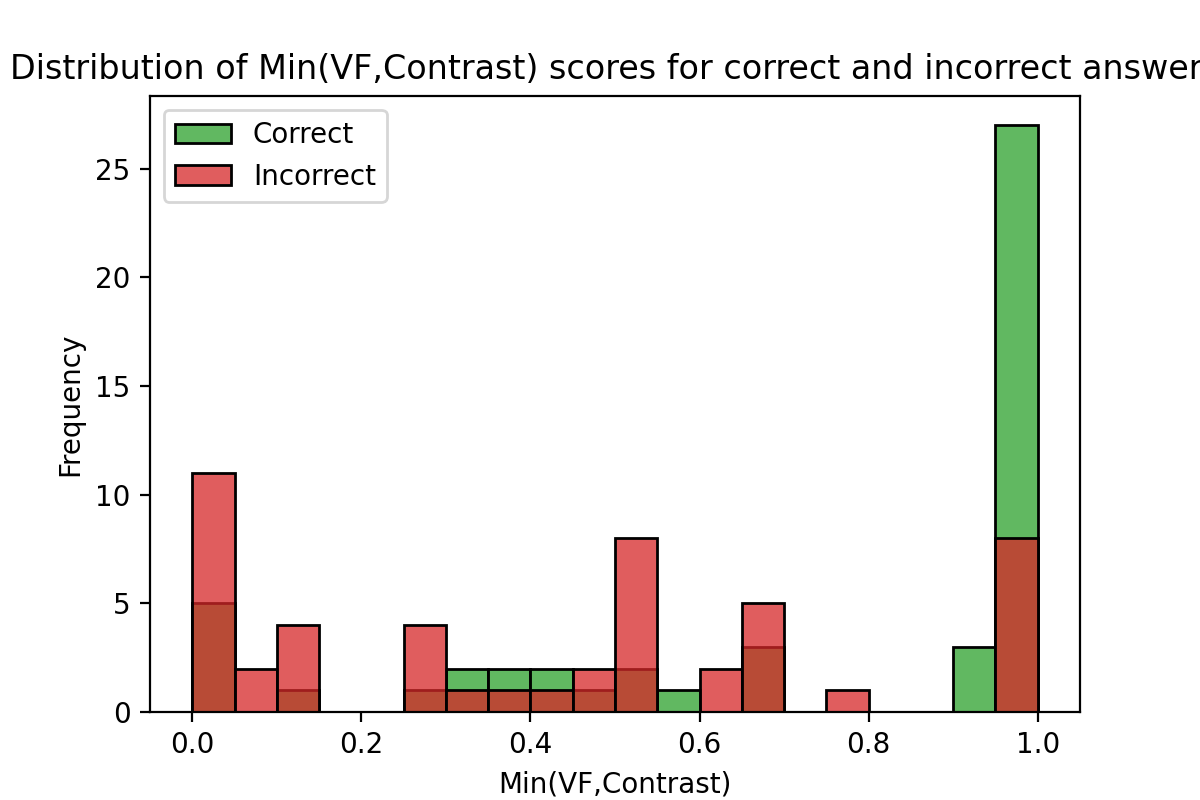 Distribution of Min(VF,Contrast) scores for correct and incorrect answer
Correct
Incorrect
25
20
15
10
5
0
Frequency
0.0 0.2 0.4 0.6 0.8 1.0
Min(VF,Contrast)